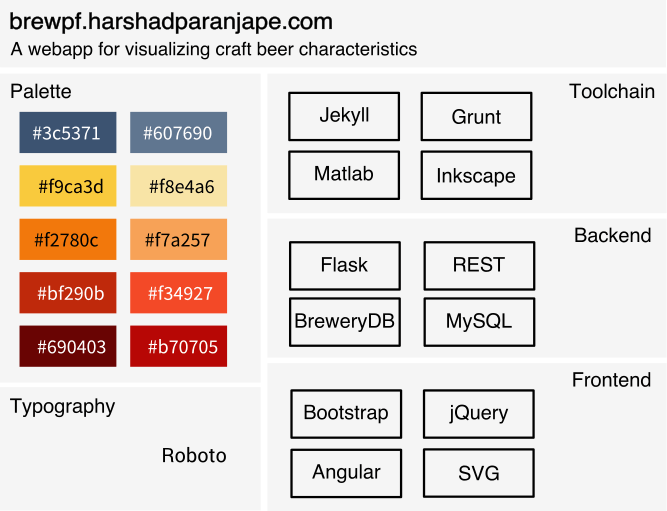 brewpf.harshadparanjape.com
A webapp for visualizing craft beer characteristics
Palette
#3c5371 #607690
#f9ca3d #f8e4a6
#f2780c #f7a257
#bf290b #f34927
#690403 #b70705
Typography
Roboto
Toolchain
Jekyll Grunt
Matlab Inkscape
Backend
Flask REST
BreweryDB MySQL
Frontend
Bootstrap jQuery
Angular SVG